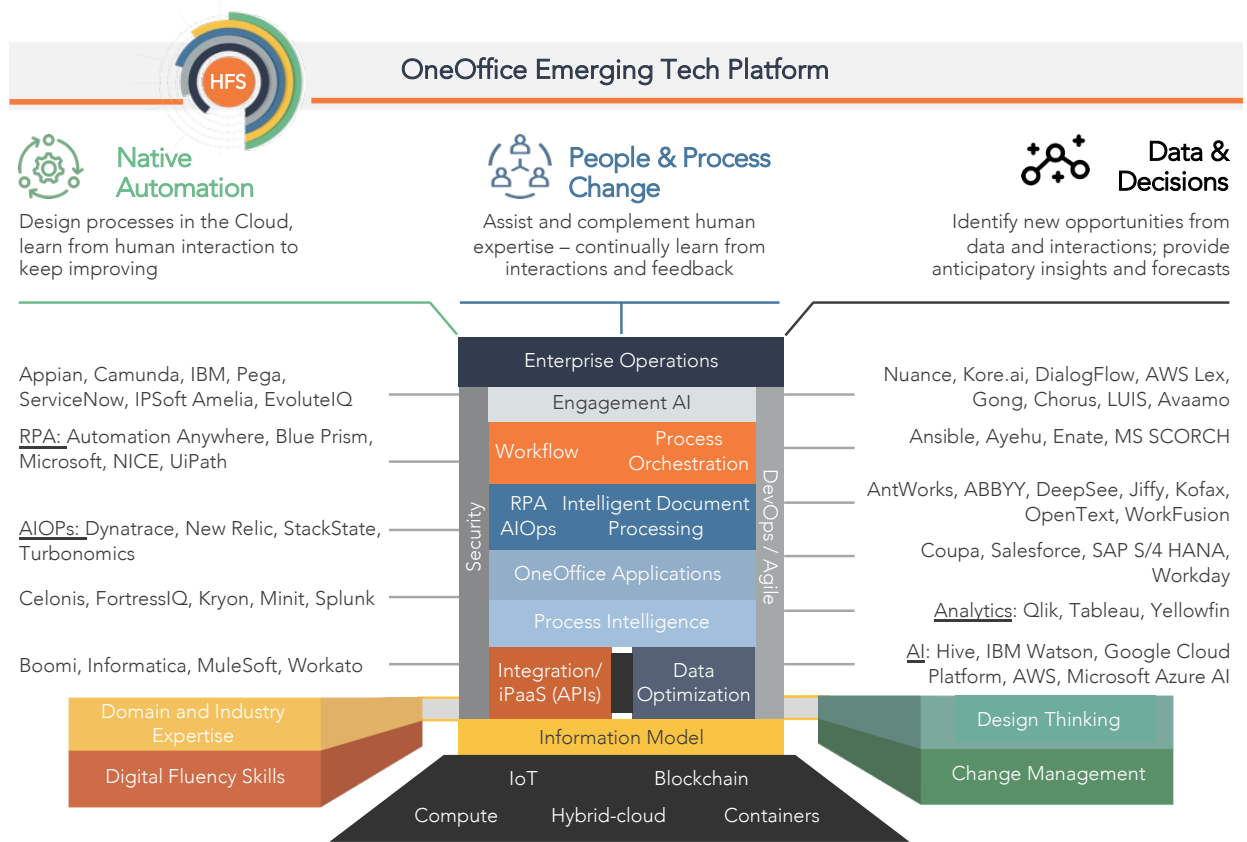 HFS
OneOffice Emerging Tech Platform
Native
Automation
Design processes in the Cloud,
learn from human interaction to
keep improving
People & Process
Change
Assist and complement human
expertise – continually learn from
interactions and feedback
Data &
Decisions
Identify new opportunities from
data and interactions; provide
anticipatory insights and forecasts
Appian, Camunda, IBM, Pega,
ServiceNow, IPSoft Amelia, EvoluteIQ
RPA: Automation Anywhere, Blue Prism,
Microsoft, NICE, UiPath
AIOPs: Dynatrace, New Relic, StackState,
Turbonomics
Celonis, FortressIQ, Kryon, Minit, Splunk
Boomi, Informatica, MuleSoft, Workato
Enterprise Operations
Security
DevOps / Agile
Engagement AI
Workflow
Process
Orchestration
RPA
AIOps
Intelligent Document
Processing
OneOffice Applications
Process Intelligence
Integration/
iPaaS (APIs)
Data
Optimization
Information Model
Nuance, Kore.ai, DialogFlow, AWS Lex,
Gong, Chorus, LUIS, Avaamo
Ansible, Ayehu, Enate, MS SCORCH
AntWorks, ABBYY, DeepSee, Jiffy, Kofax,
OpenText, WorkFusion
Coupa, Salesforce, SAP S/4 HANA,
Workday
Analytics: Qlik, Tableau, Yellowfin
AI: Hive, IBM Watson, Google Cloud
Platform, AWS, Microsoft Azure AI
Domain and Industry
Expertise
Digital Fluency Skills
Design Thinking
Change Management
IoT
Blockchain
Compute
Hybrid-cloud
Containers